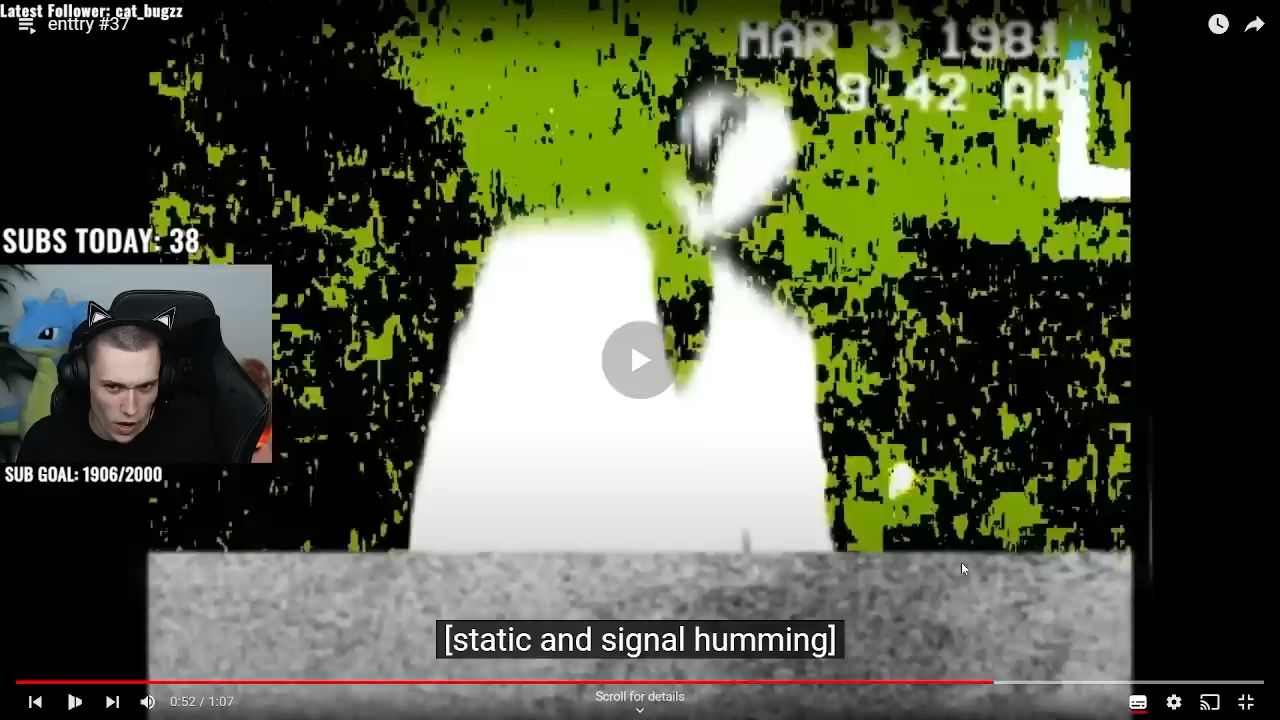 Latest Follower: cat_bugzz
enttry #37
MAR 3 1981
9:42 AM
SUBS TODAY: 38
SUB GOAL: 1906/2000
[static and signal humming]
0:52 / 1:07
Scroll for details